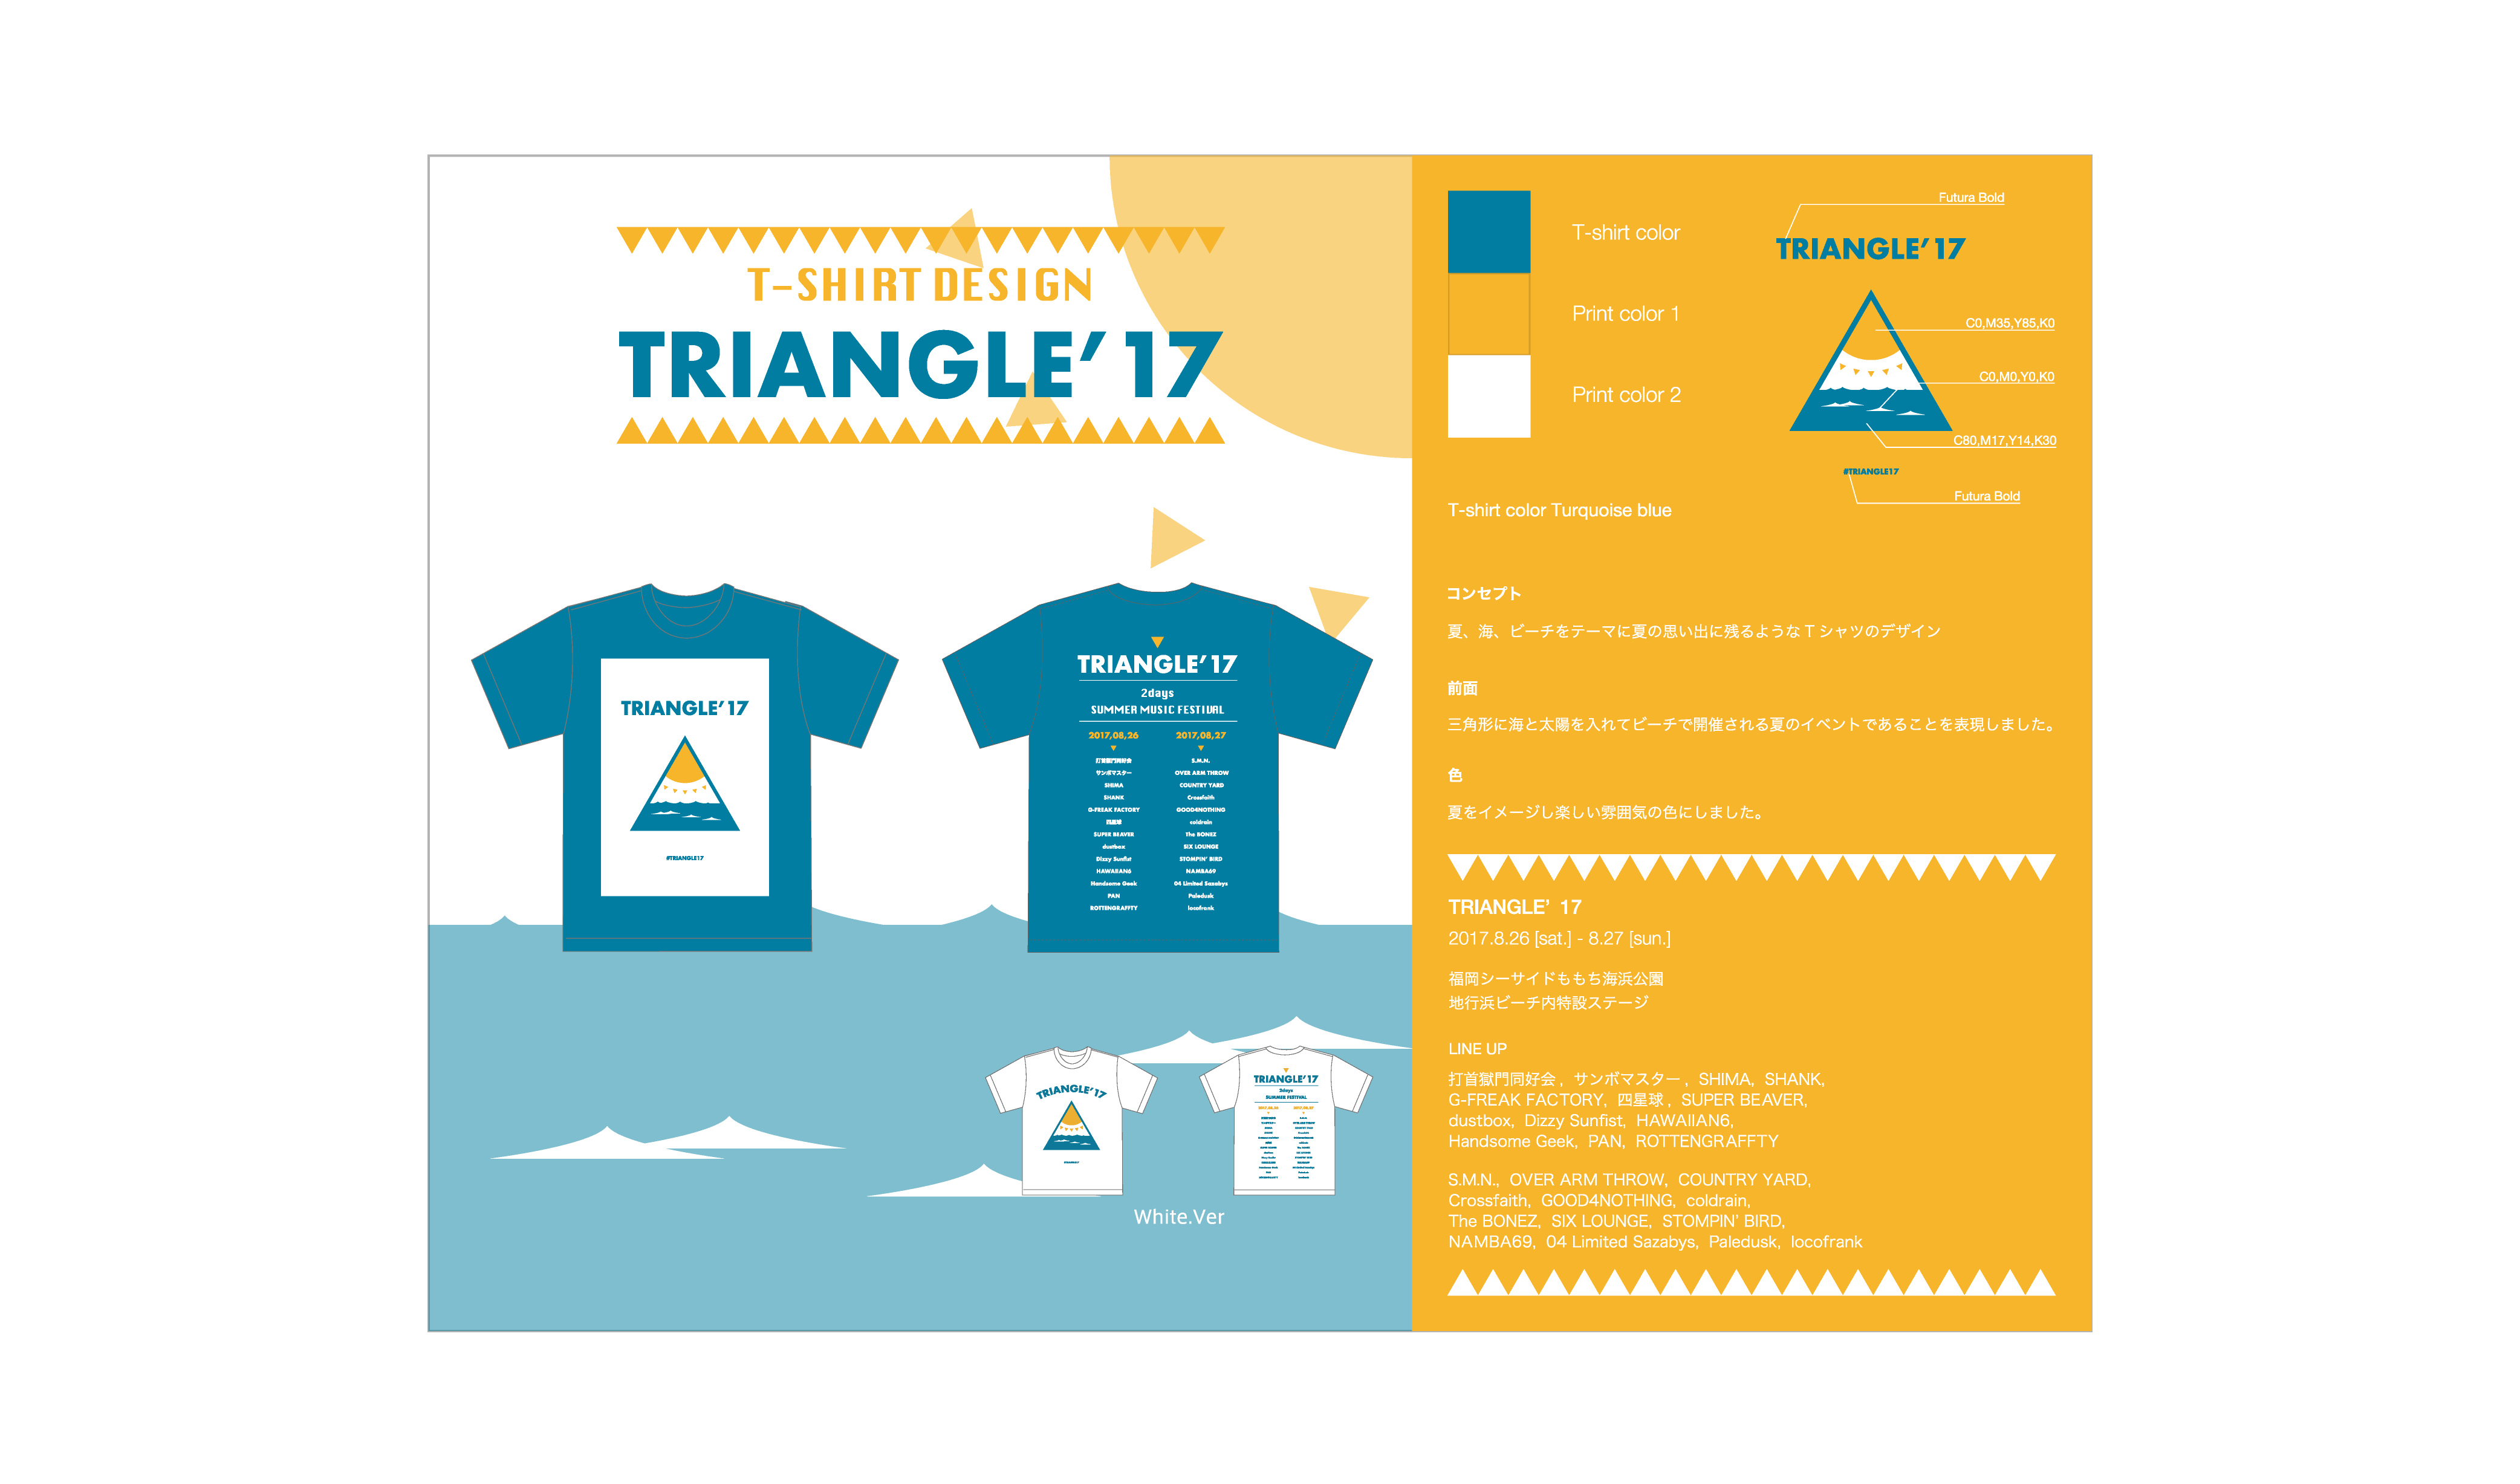 T-SHIRT DESIGN
TRIANGLE’17
TRIANGLE’17
#TRIANGLE17
TRIANGLE’17
2days
SUMMER MUSIC FESTIVAL
2017,08,26
打首獄門同好会
サンボマスター
SHIMA
SHANK
G-FREAK FACTORY
四星球
SUPER BEAVER
dustbox
Dizzy Sunfist
HAWAIIAN6
Handsome Geek
PAN
ROTTENGRAFFTY
2017,08,27
S.M.N.
OVER ARM THROW
COUNTRY YARD
Crossfaith
GOOD4NOTHING
coldrain
The BONEZ
SIX LOUNGE
STOMPIN’ BIRD
NAMBA69
04 Limited Sazabys
Paledusk
locofrank
TRIANGLE’17
TRIANGLE’17
2days
SUMMER FESTIVAL
White.Ver
T-shirt color
Print color 1
Print color 2
T-shirt color Turquoise blue
Futura Bold
TRIANGLE’17
C0,M35,Y85,K0
C0,M0,Y0,K0
C80,M17,Y14,K30
#TRIANGLE17
Futura Bold
コンセプト
夏、海、ビーチをテーマに夏の思い出に残るようなTシャツのデザイン
前面
三角形に海と太陽を入れてビーチで開催される夏のイベントであることを表現しました。
色
夏をイメージし楽しい雰囲気の色にしました。
TRIANGLE’ 17
2017.8.26 [sat.] - 8.27 [sun.]
福岡シーサイドももち海浜公園
地行浜ビーチ内特設ステージ
LINE UP
打首獄門同好会, サンボマスター, SHIMA, SHANK,
G-FREAK FACTORY, 四星球, SUPER BEAVER,
dustbox, Dizzy Sunfist, HAWAIIAN6,
Handsome Geek, PAN, ROTTENGRAFFTY
S.M.N., OVER ARM THROW, COUNTRY YARD,
Crossfaith, GOOD4NOTHING, coldrain,
The BONEZ, SIX LOUNGE, STOMPIN' BIRD,
NAMBA69, 04 Limited Sazabys, Paledusk, locofrank